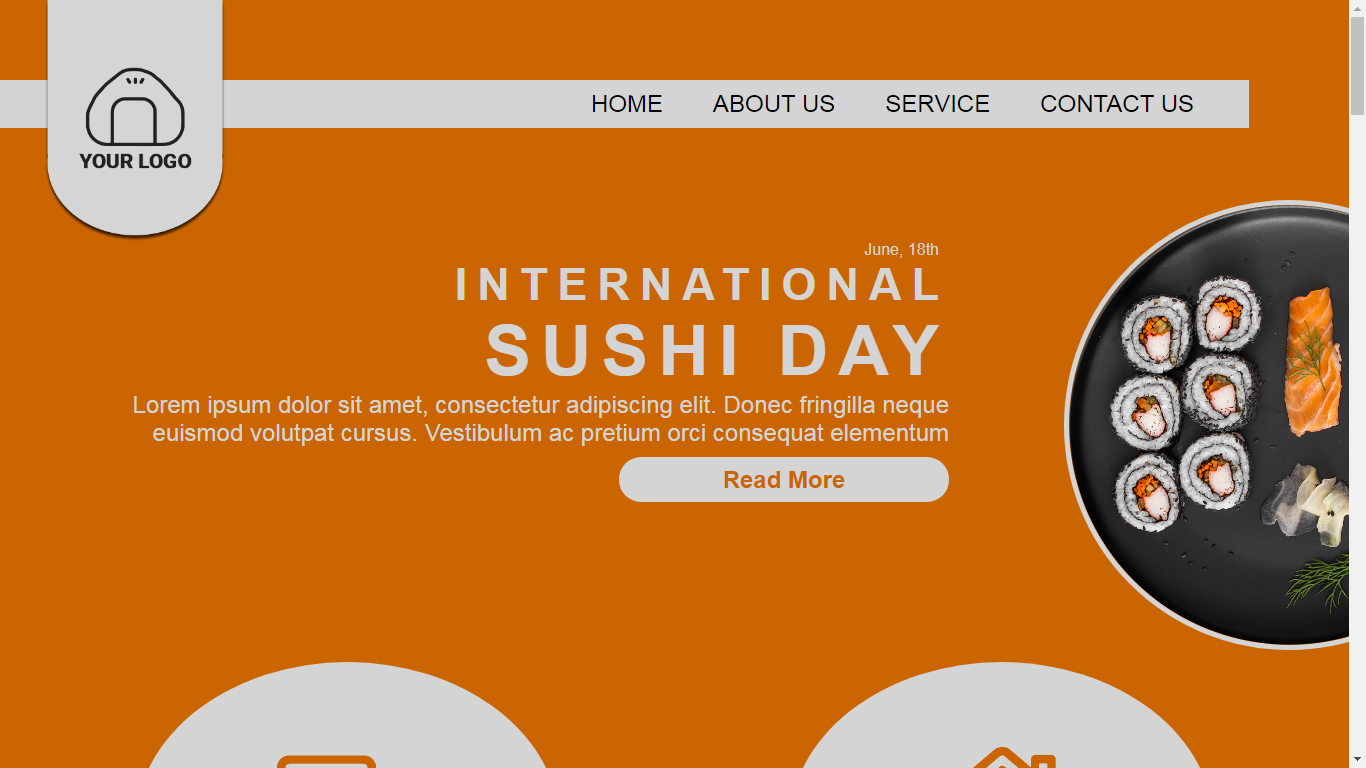 YOUR LOGO
HOME ABOUT US SERVICE CONTACT US
June, 18th
INTERNATIONAL
SUSHI DAY
Lorem ipsum dolor sit amet, consectetur adipiscing elit. Donec fringilla neque
euismod volutpat cursus. Vestibulum ac pretium orci consequat elementum
Read More